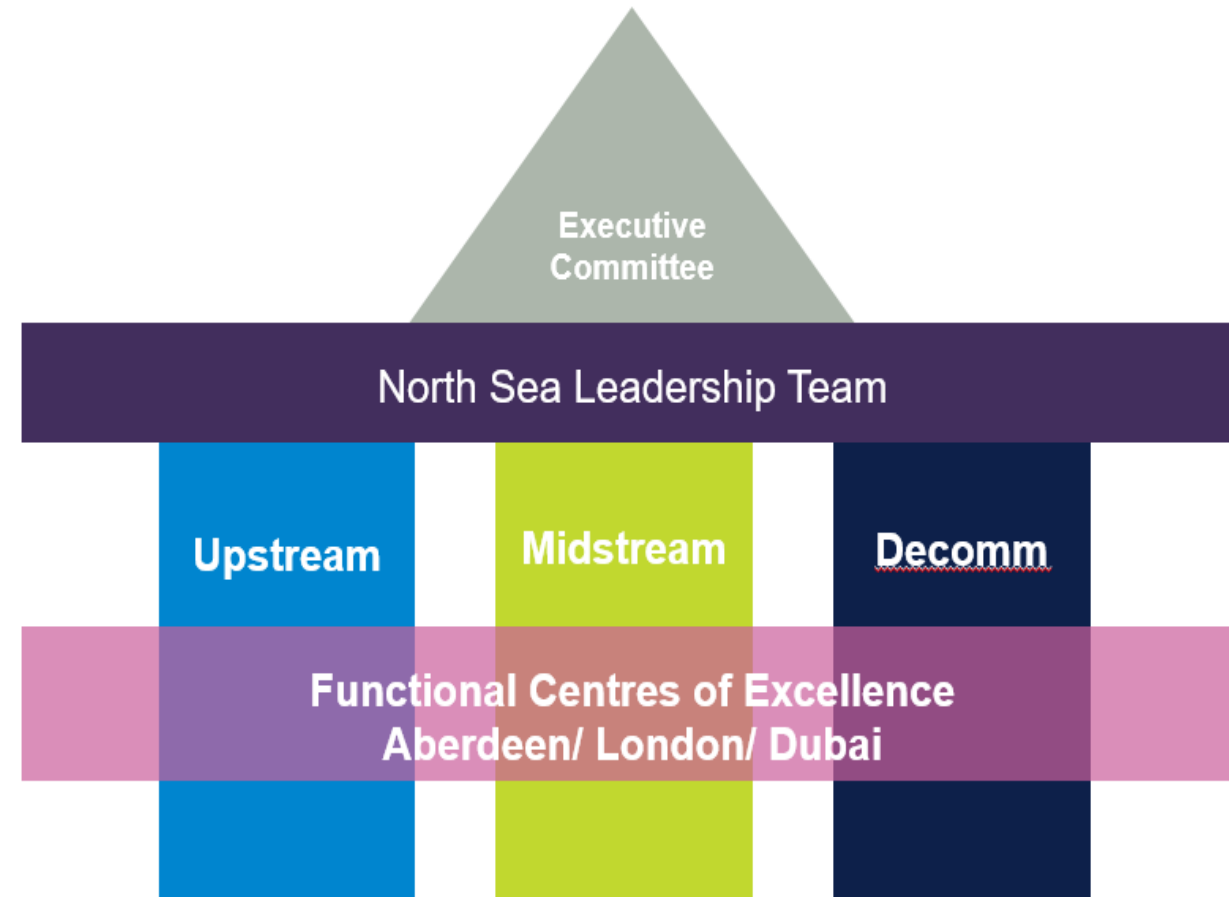 Executive
Committee
North Sea Leadership Team
Upstream
Midstream
Decomm
Functional Centres of Excellence
Aberdeen/ London/ Dubai